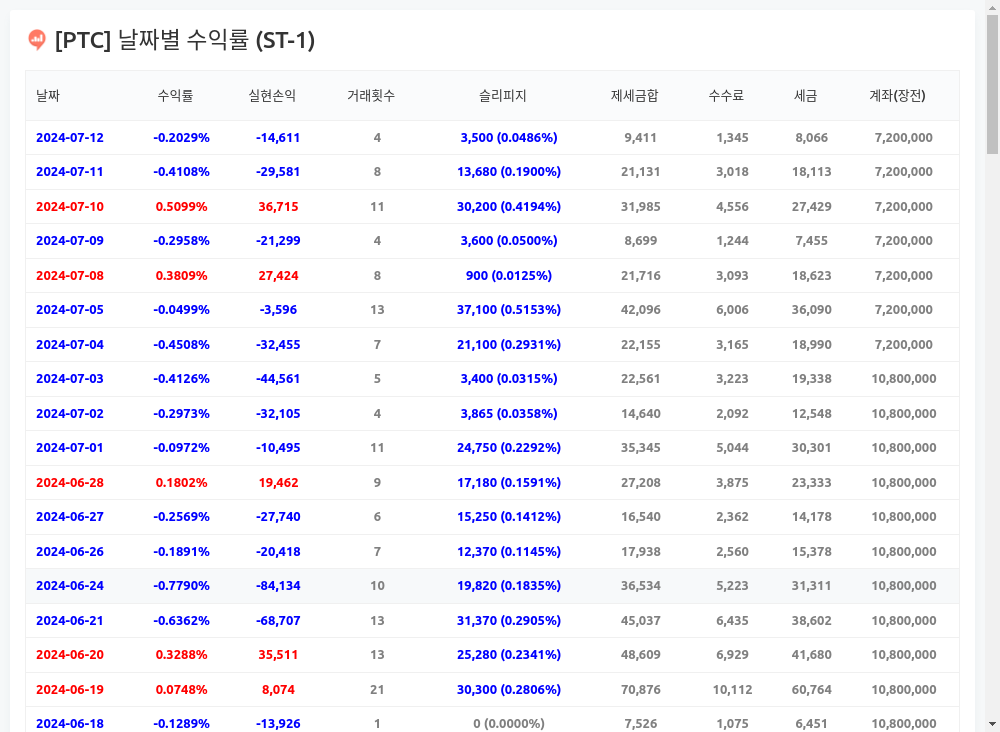 [PTC] 날짜별 수익률 (ST-1)
날짜 수익률 실현손익 거래횟수 슬리피지 제세금합 수수료 세금 계좌(장전)
2024-07-12 -0.2029% -14,611 4 3,500 (0.0486%) 9,411 1,345 8,066 7,200,000
2024-07-11 -0.4108% -29,581 8 13,680 (0.1900%) 21,131 3,018 18,113 7,200,000
2024-07-10 0.5099% 36,715 11 30,200 (0.4194%) 31,985 4,556 27,429 7,200,000
2024-07-09 -0.2958% -21,299 4 3,600 (0.0500%) 8,699 1,244 7,455 7,200,000
2024-07-08 0.3809% 27,424 8 900 (0.0125%) 21,716 3,093 18,623 7,200,000
2024-07-05 -0.0499% -3,596 13 37,100 (0.5153%) 42,096 6,006 36,090 7,200,000
2024-07-04 -0.4508% -32,455 7 21,100 (0.2931%) 22,155 3,165 18,990 7,200,000
2024-07-03 -0.4126% -44,561 5 3,400 (0.0315%) 22,561 3,223 19,338 10,800,000
2024-07-02 -0.2973% -32,105 4 3,865 (0.0358%) 14,640 2,092 12,548 10,800,000
2024-07-01 -0.0972% -10,495 11 24,750 (0.2292%) 35,345 5,044 30,301 10,800,000
2024-06-28 0.1802% 19,462 9 17,180 (0.1591%) 27,208 3,875 23,333 10,800,000
2024-06-27 -0.2569% -27,740 6 15,250 (0.1412%) 16,540 2,362 14,178 10,800,000
2024-06-26 -0.1891% -20,418 7 12,370 (0.1145%) 17,938 2,560 15,378 10,800,000
2024-06-24 -0.7790% -84,134 10 19,820 (0.1835%) 36,534 5,223 31,311 10,800,000
2024-06-21 -0.6362% -68,707 13 31,370 (0.2905%) 45,037 6,435 38,602 10,800,000
2024-06-20 0.3288% 35,511 13 25,280 (0.2341%) 48,609 6,929 41,680 10,800,000
2024-06-19 0.0748% 8,074 21 30,300 (0.2806%) 70,876 10,112 60,764 10,800,000
2024-06-18 -0.1289% -13,926 1 0 (0.0000%) 7,526 1,075 6,451 10,800,000